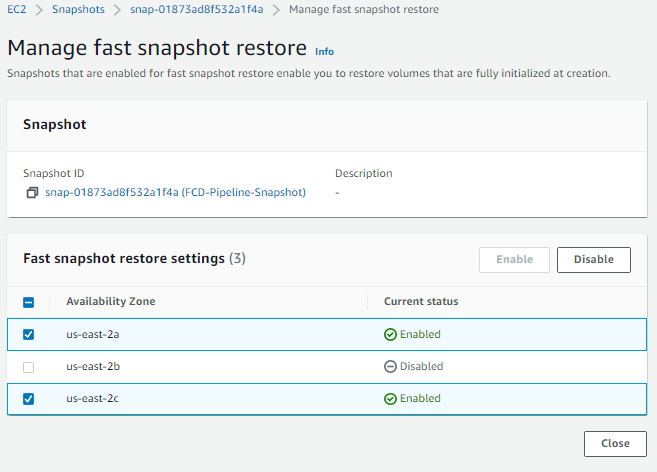 EC2 > Snapshots > snap-01873ad8f532a1f4a > Manage fast snapshot restore
Manage fast snapshot restore Info
Snapshots that are enabled for fast snapshot restore enable you to restore volumes that are fully initialized at creation.
Snapshot
Snapshot ID Description
snap-01873ad8f532a1f4a (FCD-Pipeline-Snapshot) -
Fast snapshot restore settings (3) Enable Disable
Availability Zone Current status
us-east-2a Enabled
us-east-2b Disabled
us-east-2c Enabled
Close